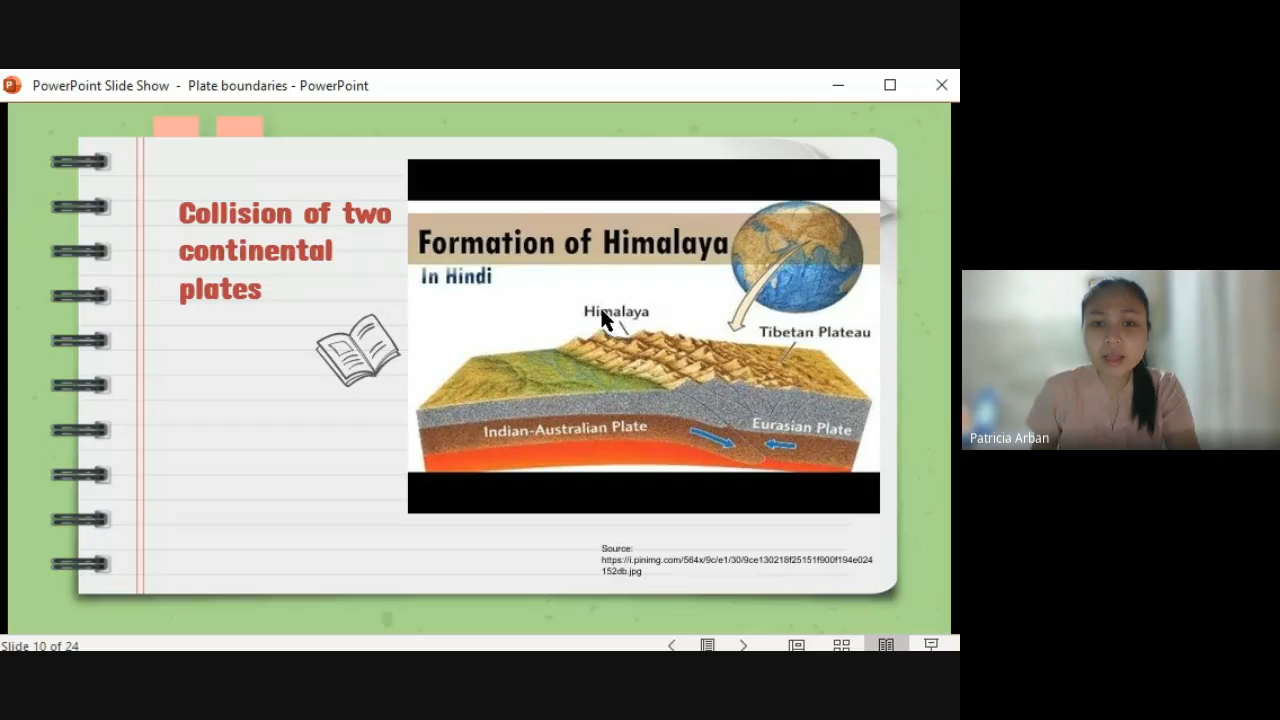 PowerPoint Slide Show - Plate boundaries - PowerPoint
Collision of two
continental
plates
Formation of Himalaya
In Hindi
Himalaya
Tibetan Plateau
Indian-Australian Plate
Eurasian Plate
Source:
https://i.pinimg.com/564x/9c/e1/30/9ce130218f25151f900f194e024
152db.jpg
Slide 10 of 24
Patricia Arban